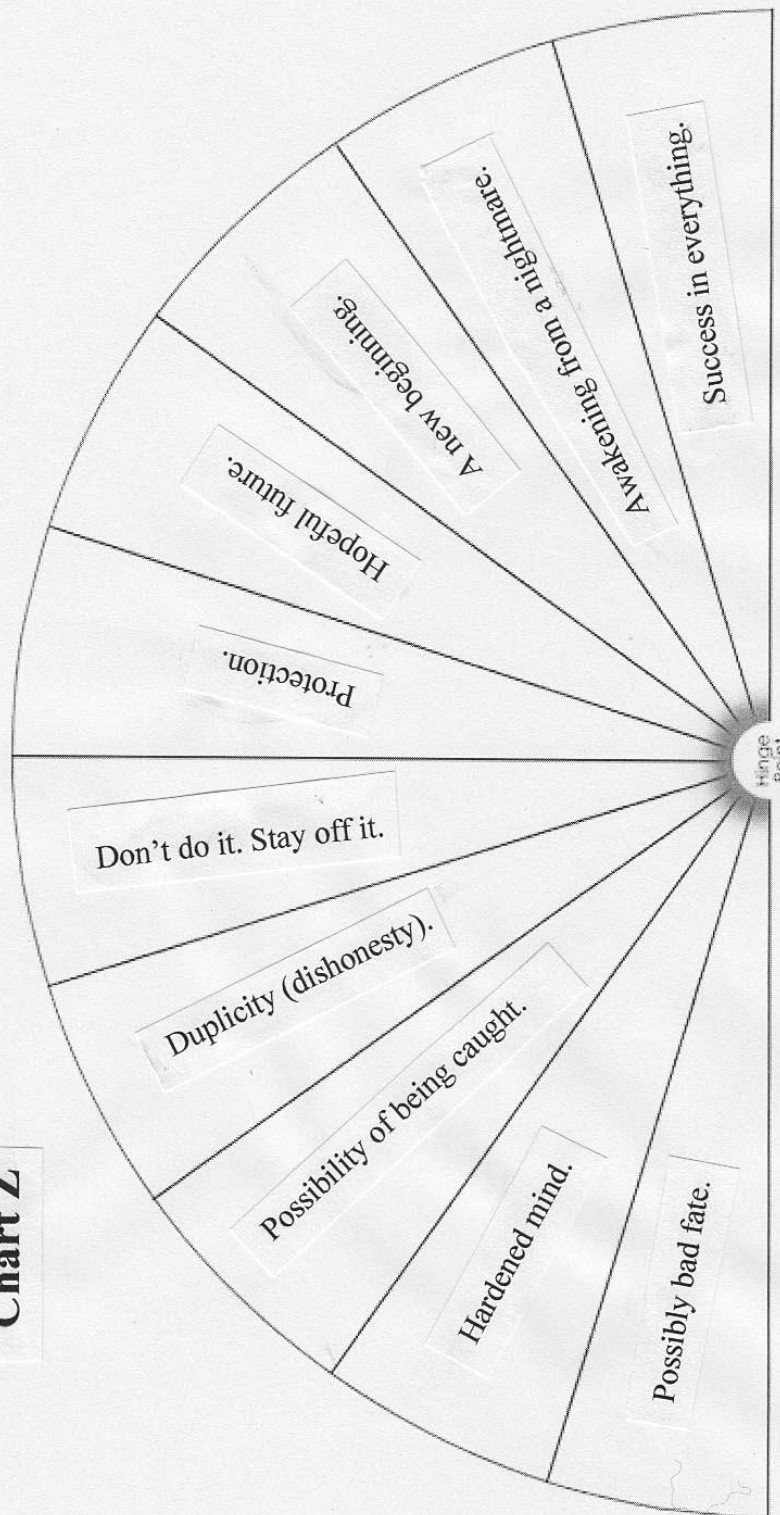 Chart Z
Possibly bad fate.
Hardened mind.
Possibility of being caught.
Duplicity (dishonesty).
Don’t do it. Stay off it.
Protection.
Hopeful future.
A new beginning.
Awakening from a nightmare.
Success in everything.
Hinge
Point